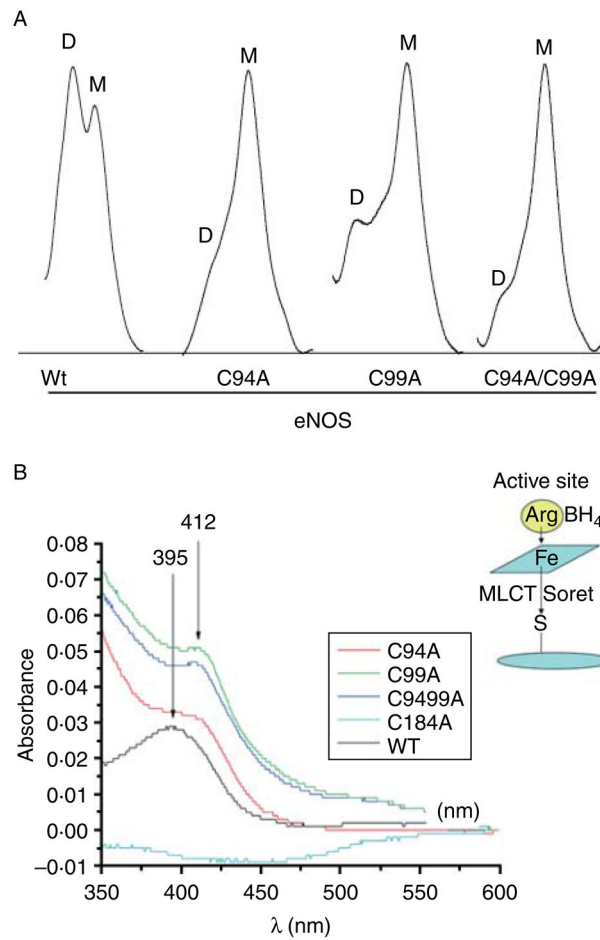 A
D
M
M
D
M
D
M
D
Wt
C94A
C99A
C94A/C99A
eNOS
B
Active site
Arg BH4
Fe
MLCT Soret
S
412
395
0·08
0·07
0·06
0·05
0·04
0·03
0·02
0·01
0·00
−0·01
Absorbance
C94A
C99A
C9499A
C184A
WT
(nm)
350 400 450 500 550 600
λ (nm)